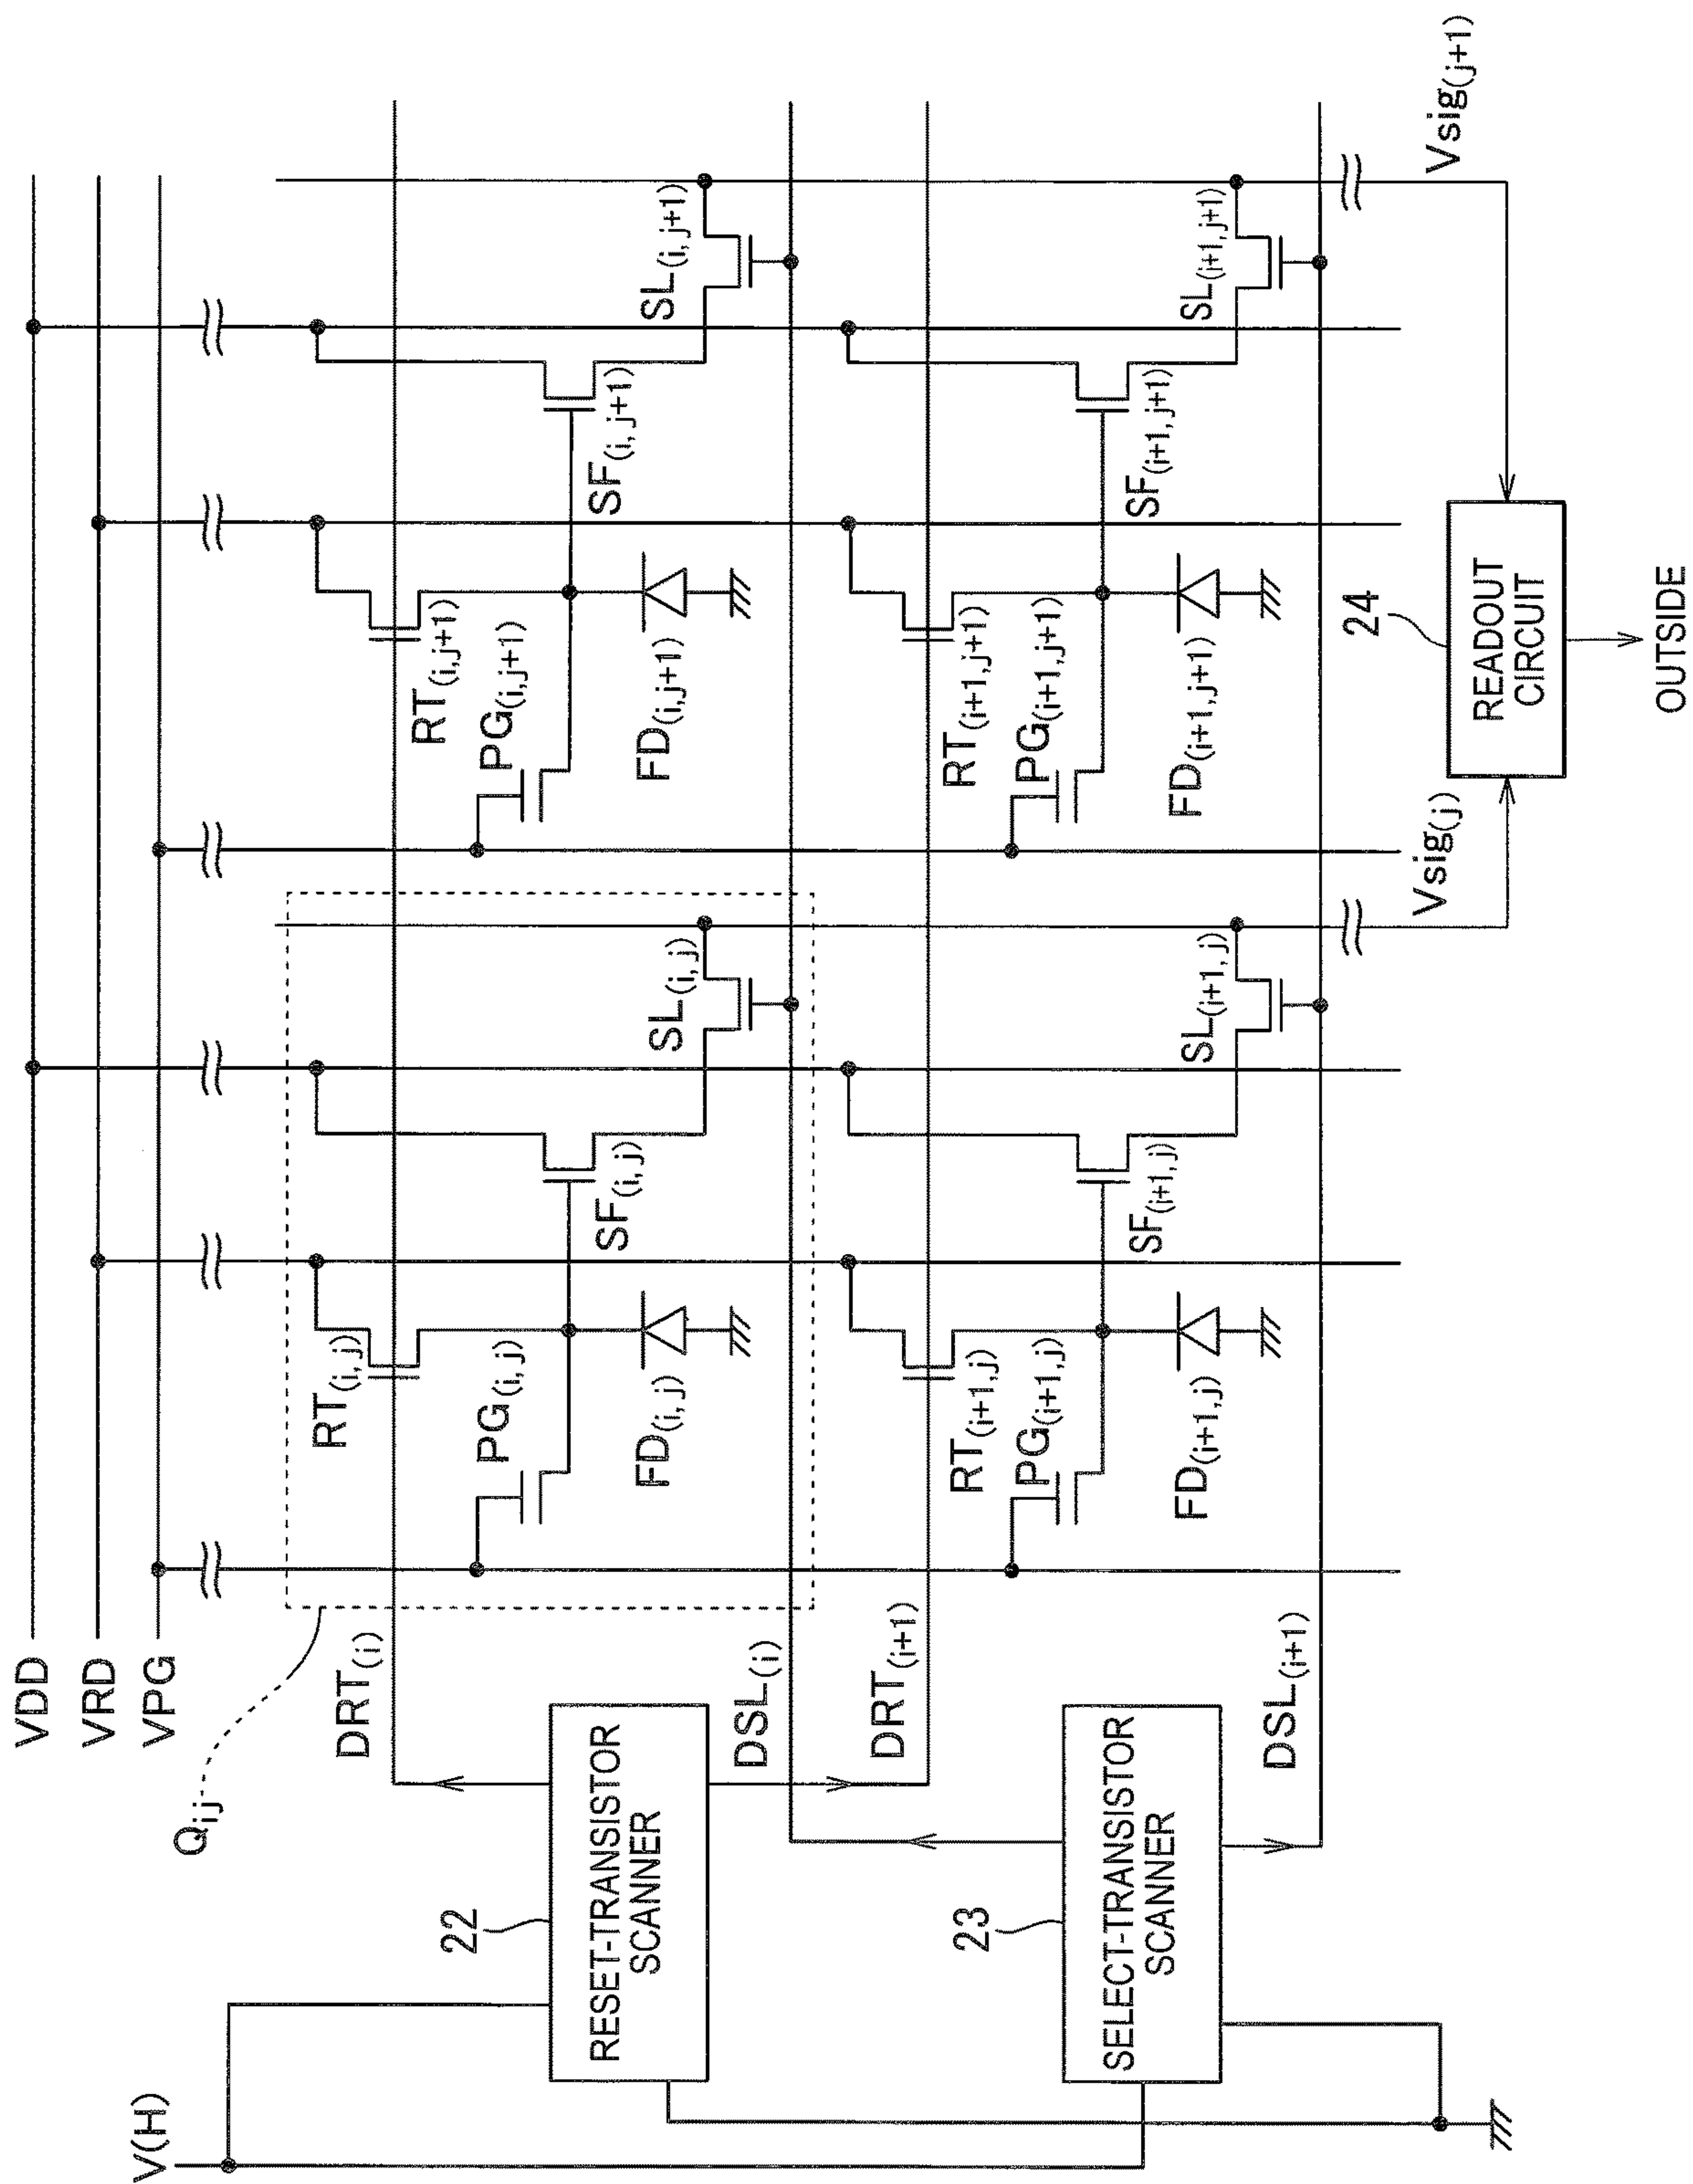 VDD
VRD
VPG
Qij
DRT(i)
DSL(i)
DRT(i+1)
DSL(i+1)
V(H)
22
RESET-TRANSISTOR
SCANNER
23
SELECT-TRANSISTOR
SCANNER
RT(i,j)
PG(i,j)
FD(i,j)
SF(i,j)
SL(i,j)
RT(i,j+1)
PG(i,j+1)
FD(i,j+1)
SF(i,j+1)
SL(i,j+1)
RT(i+1,j)
PG(i+1,j)
FD(i+1,j)
SF(i+1,j)
SL(i+1,j)
RT(i+1,j+1)
PG(i+1,j+1)
FD(i+1,j+1)
SF(i+1,j+1)
SL(i+1,j+1)
Vsig(j)
Vsig(j+1)
24
READOUT
CIRCUIT
OUTSIDE